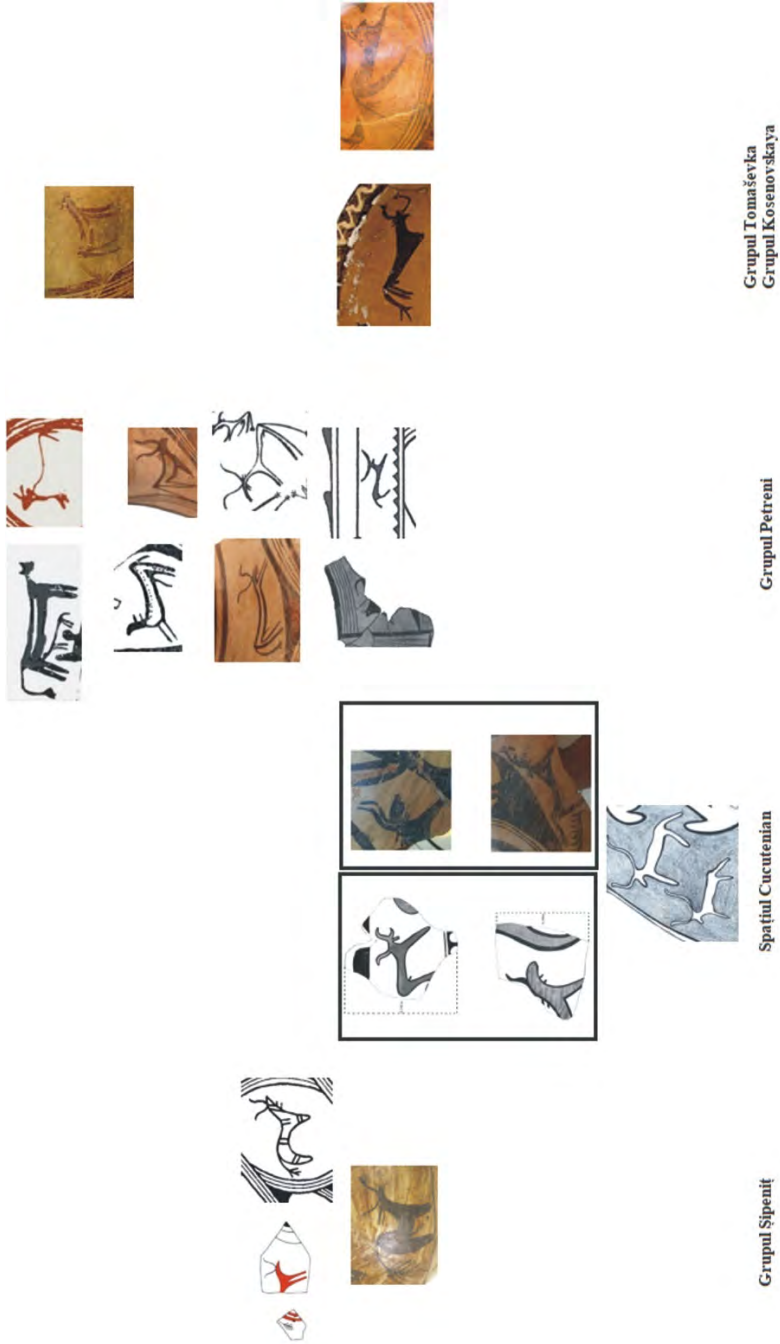 Grupul Șipeniț
Spațiul Cucutenian
Grupul Petreni
Grupul Tomaševka
Grupul Kosenovskaya